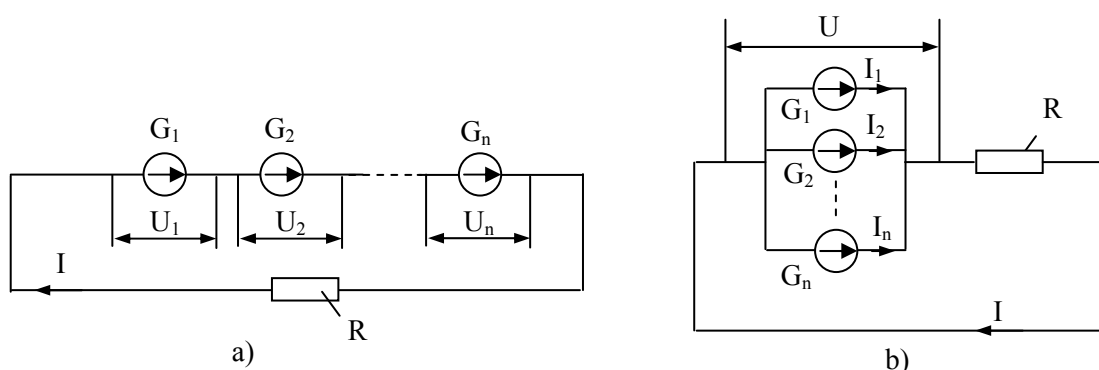 G₁ G₂ Gₙ
U₁ U₂ Uₙ
I
R
a)
U
I₁
G₁
R
I₂
G₂
Iₙ
Gₙ
I
b)